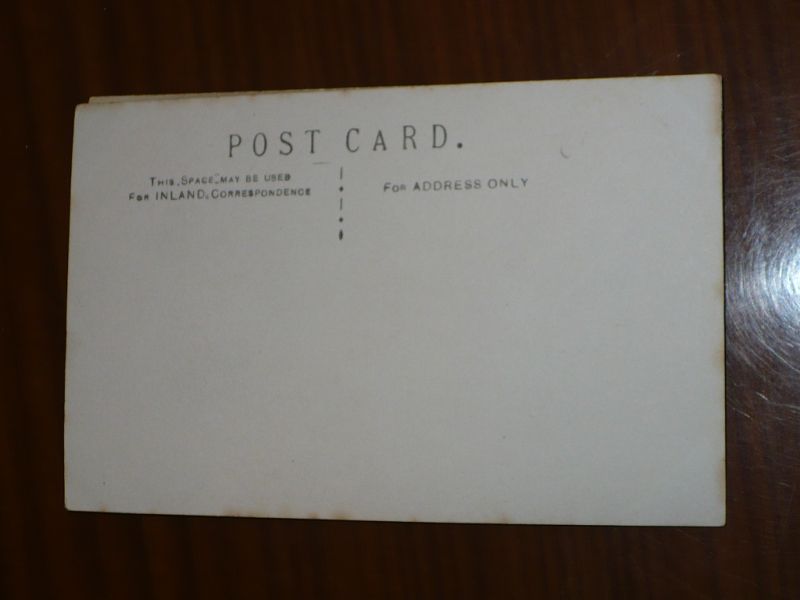 POST CARD.
THIS SPACE MAY BE USED
FOR INLAND CORRESPONDENCE
FOR ADDRESS ONLY